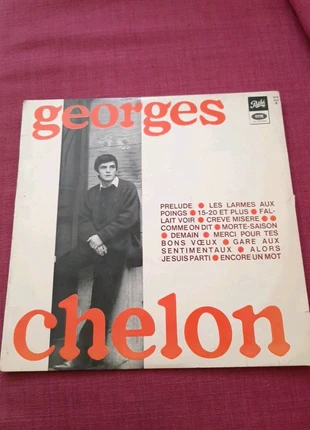 georges
Pathé
PRELUDE ● LES LARMES AUX
POINGS ● 15-20 ET PLUS ● FAL-
LAIT VOIR ● CREVE MISERE ● ●
COMME ON DIT ● MORTE-SAISON
● DEMAIN ● MERCI POUR TES
BONS VŒUX ● GARE AUX
SENTIMENTAUX ● ALORS
JE SUIS PARTI ● ENCORE UN MOT
chelon